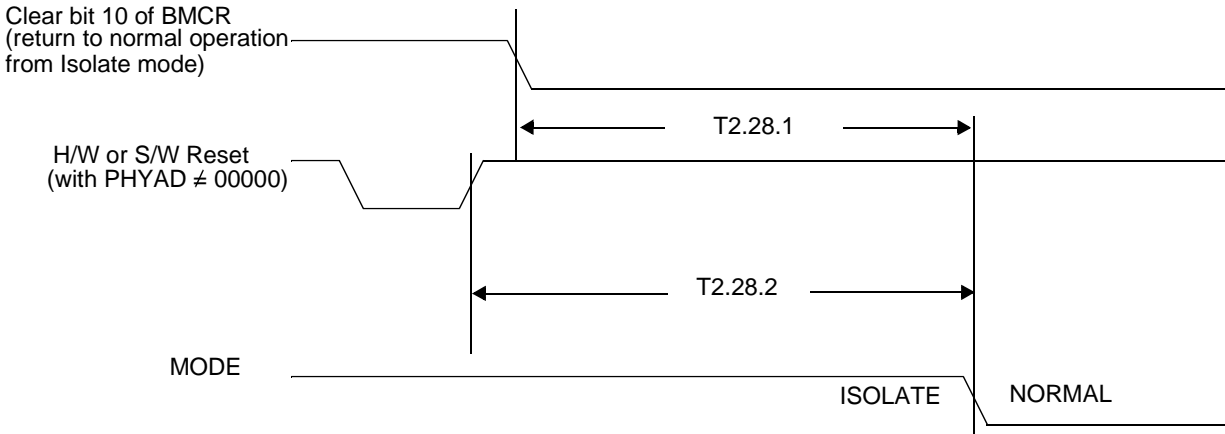 Clear bit 10 of BMCR
(return to normal operation
from Isolate mode)
T2.28.1
H/W or S/W Reset
(with PHYAD ≠ 00000)
T2.28.2
MODE
ISOLATE
NORMAL